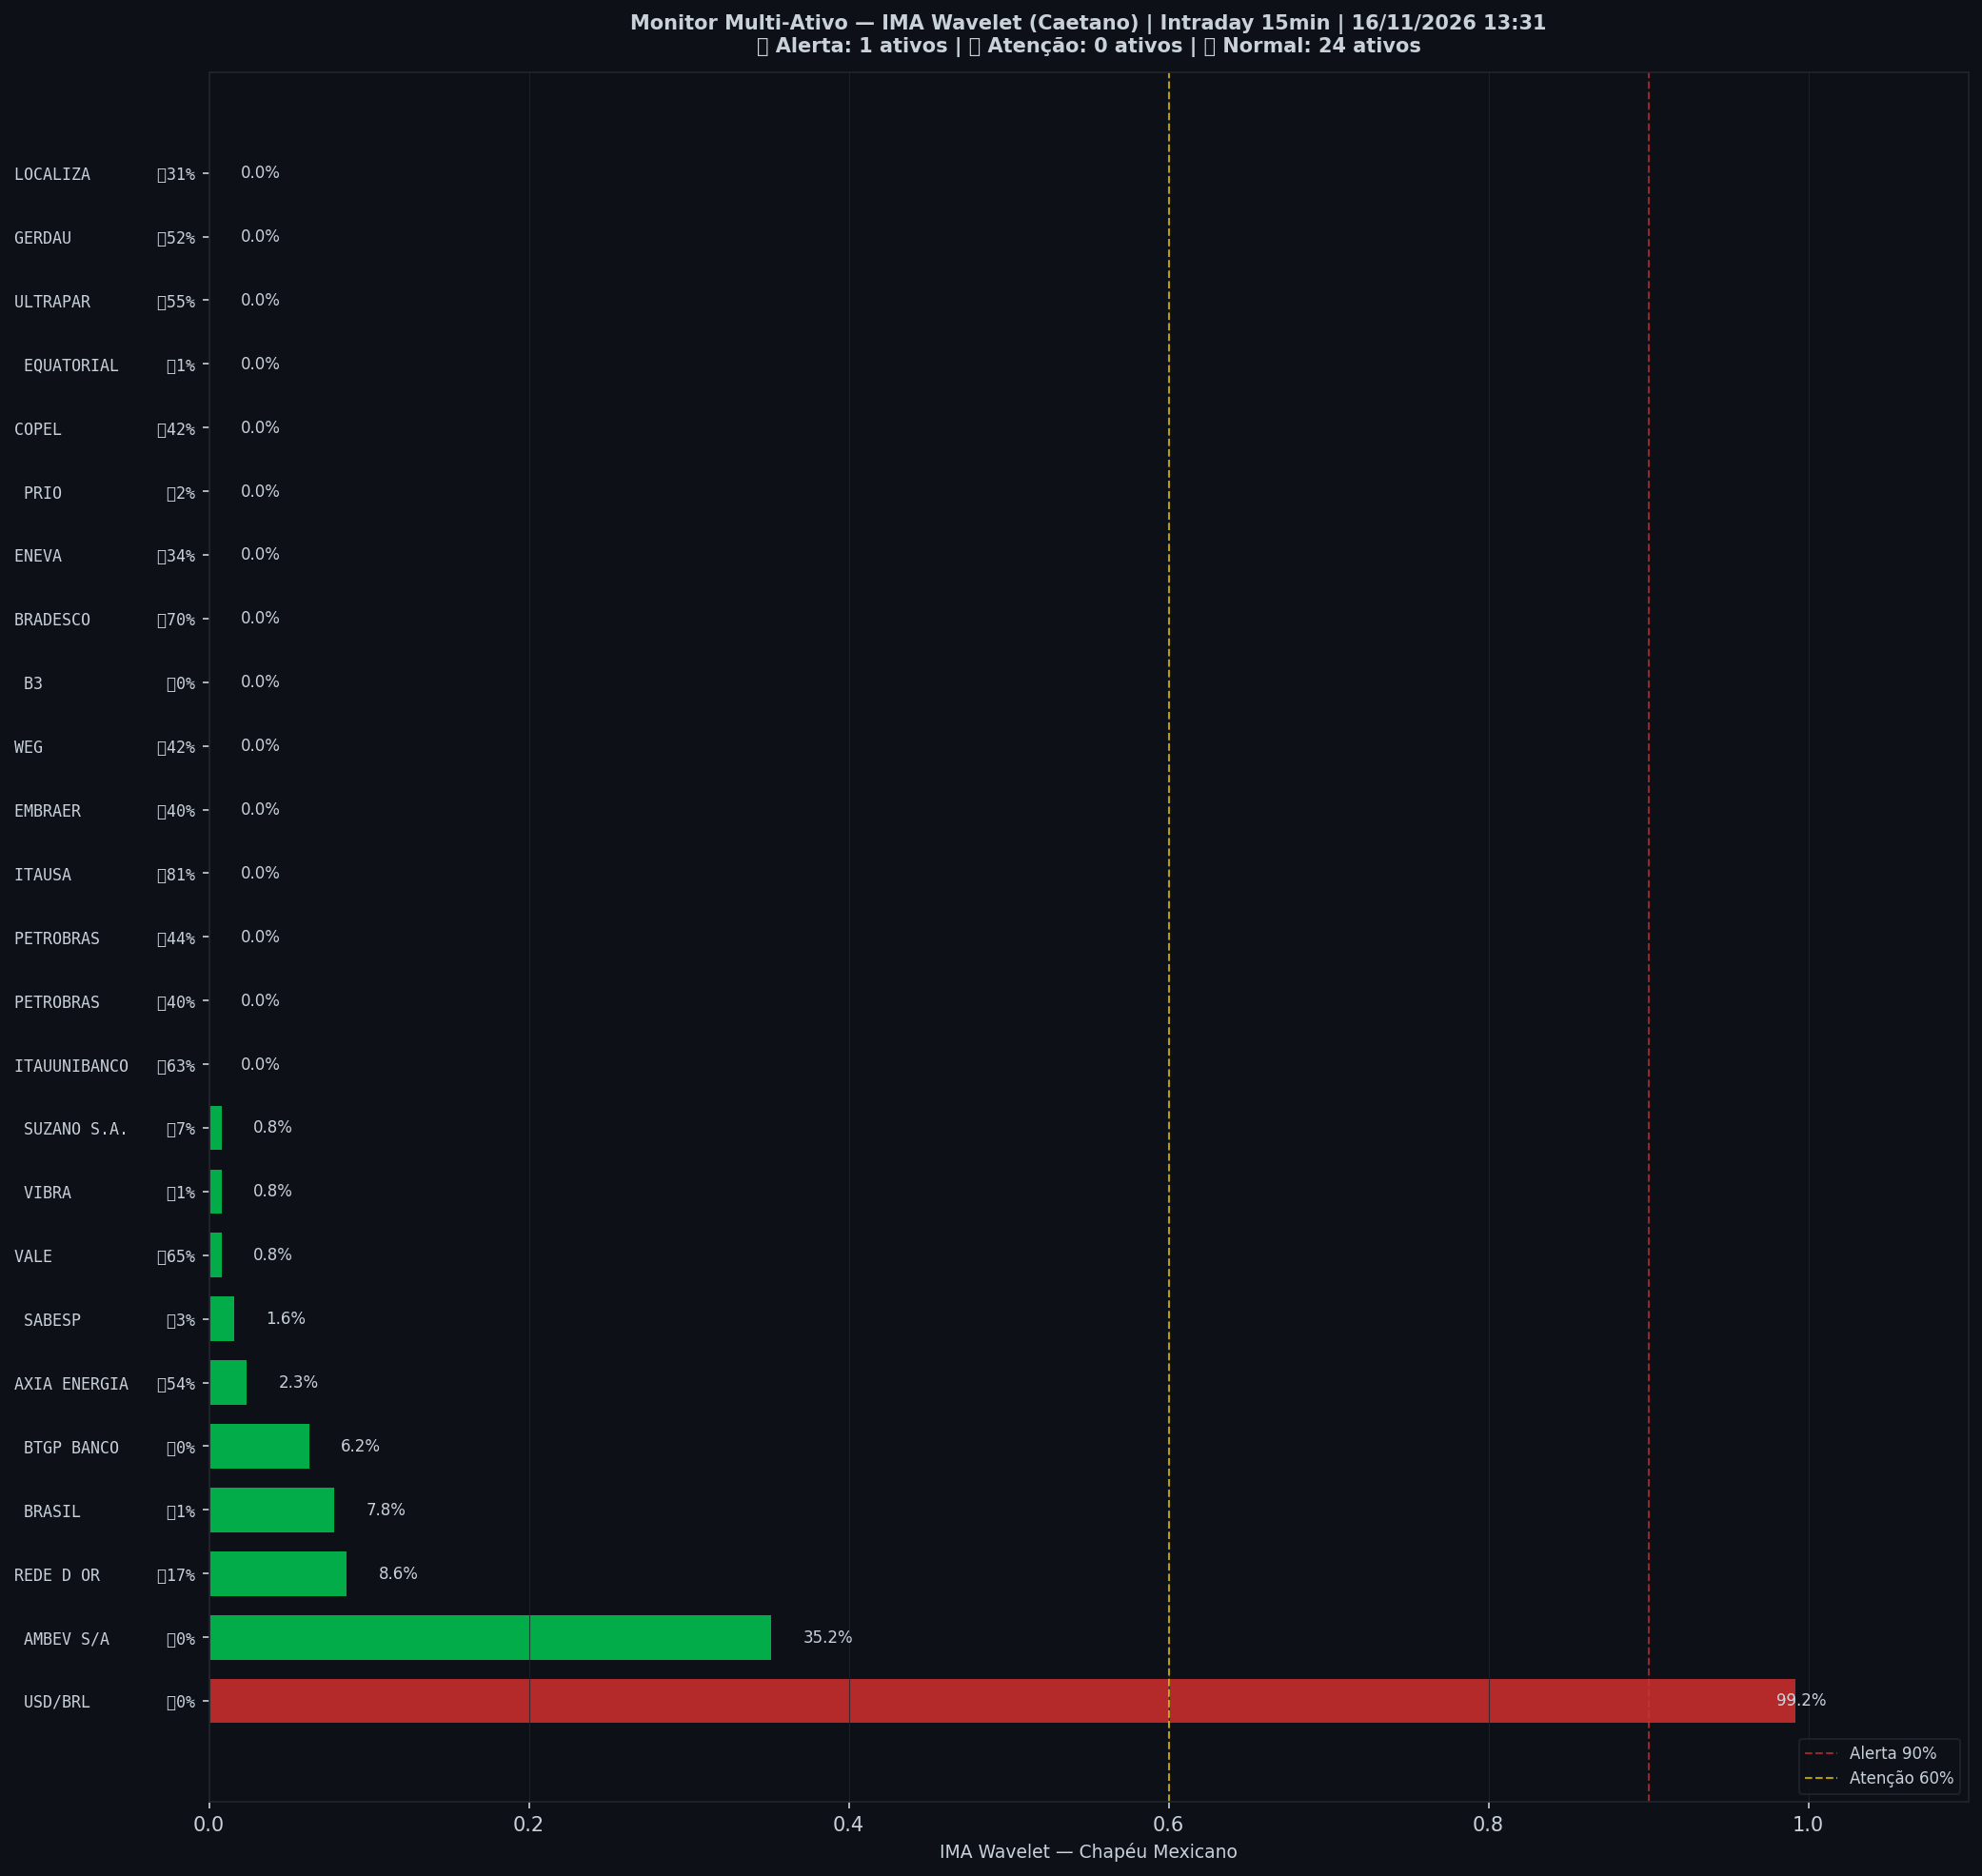 Monitor Multi-Ativo — IMA Wavelet (Caetano) | Intraday 15min | 16/11/2026 13:31
▯ Alerta: 1 ativos | ▯ Atenção: 0 ativos | ▯ Normal: 24 ativos
LOCALIZA ▯31% 0.0%
GERDAU ▯52% 0.0%
ULTRAPAR ▯55% 0.0%
EQUATORIAL ▯1% 0.0%
COPEL ▯42% 0.0%
PRIO ▯2% 0.0%
ENEVA ▯34% 0.0%
BRADESCO ▯70% 0.0%
B3 ▯0% 0.0%
WEG ▯42% 0.0%
EMBRAER ▯40% 0.0%
ITAUSA ▯81% 0.0%
PETROBRAS ▯44% 0.0%
PETROBRAS ▯40% 0.0%
ITAUUNIBANCO ▯63% 0.0%
SUZANO S.A. ▯7% 0.8%
VIBRA ▯1% 0.8%
VALE ▯65% 0.8%
SABESP ▯3% 1.6%
AXIA ENERGIA ▯54% 2.3%
BTGP BANCO ▯0% 6.2%
BRASIL ▯1% 7.8%
REDE D OR ▯17% 8.6%
AMBEV S/A ▯0% 35.2%
USD/BRL ▯0% 99.2%
Alerta 90%
Atenção 60%
0.0 0.2 0.4 0.6 0.8 1.0
IMA Wavelet — Chapéu Mexicano